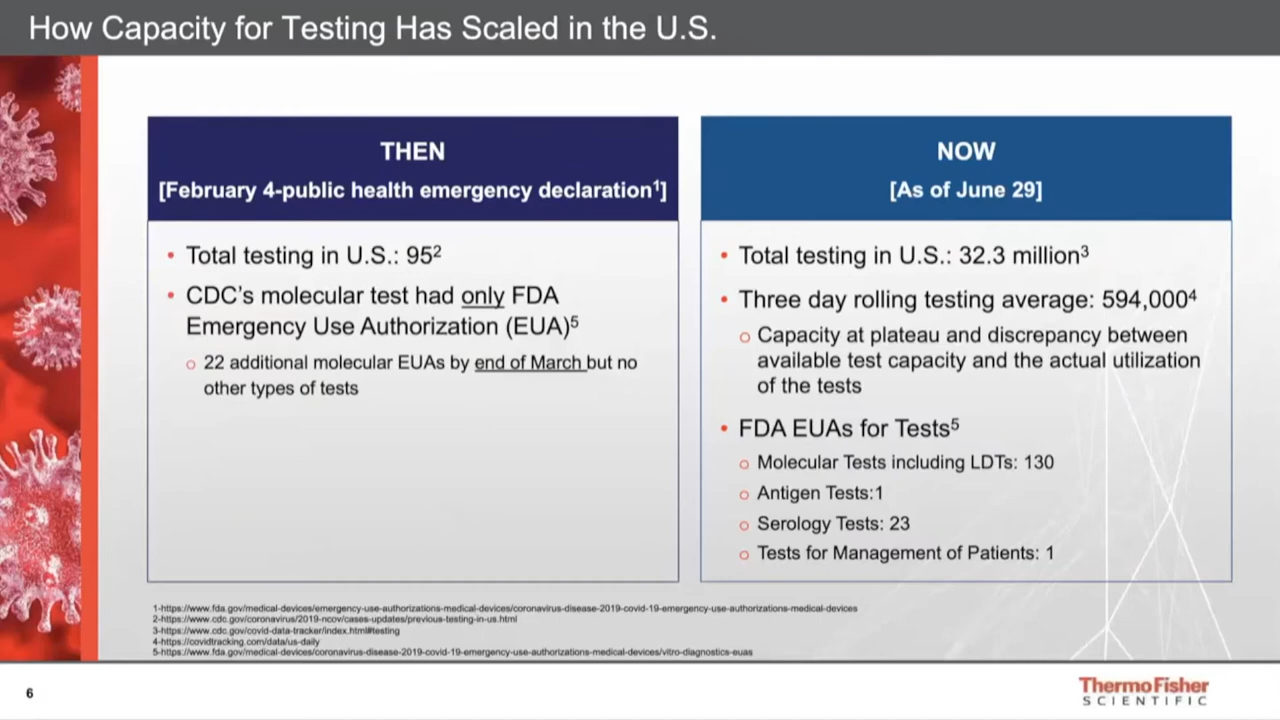 How Capacity for Testing Has Scaled in the U.S.
THEN
[February 4-public health emergency declaration¹]
• Total testing in U.S.: 95²
• CDC’s molecular test had only FDA
Emergency Use Authorization (EUA)⁵
o 22 additional molecular EUAs by end of March but no
other types of tests
NOW
[As of June 29]
• Total testing in U.S.: 32.3 million³
• Three day rolling testing average: 594,000⁴
o Capacity at plateau and discrepancy between
available test capacity and the actual utilization
of the tests
• FDA EUAs for Tests⁵
o Molecular Tests including LDTs: 130
o Antigen Tests:1
o Serology Tests: 23
o Tests for Management of Patients: 1
1-https://www.fda.gov/medical-devices/emergency-use-authorizations-medical-devices/coronavirus-disease-2019-covid-19-emergency-use-authorizations-medical-devices
2-https://www.cdc.gov/coronavirus/2019-ncov/cases-updates/previous-testing-in-us.html
3-https://www.cdc.gov/covid-data-tracker/index.html#testing
4-https://covidtracking.com/data/us-daily
5-https://www.fda.gov/medical-devices/coronavirus-disease-2019-covid-19-emergency-use-authorizations-medical-devices/vitro-diagnostics-euas
6
ThermoFisher
SCIENTIFIC